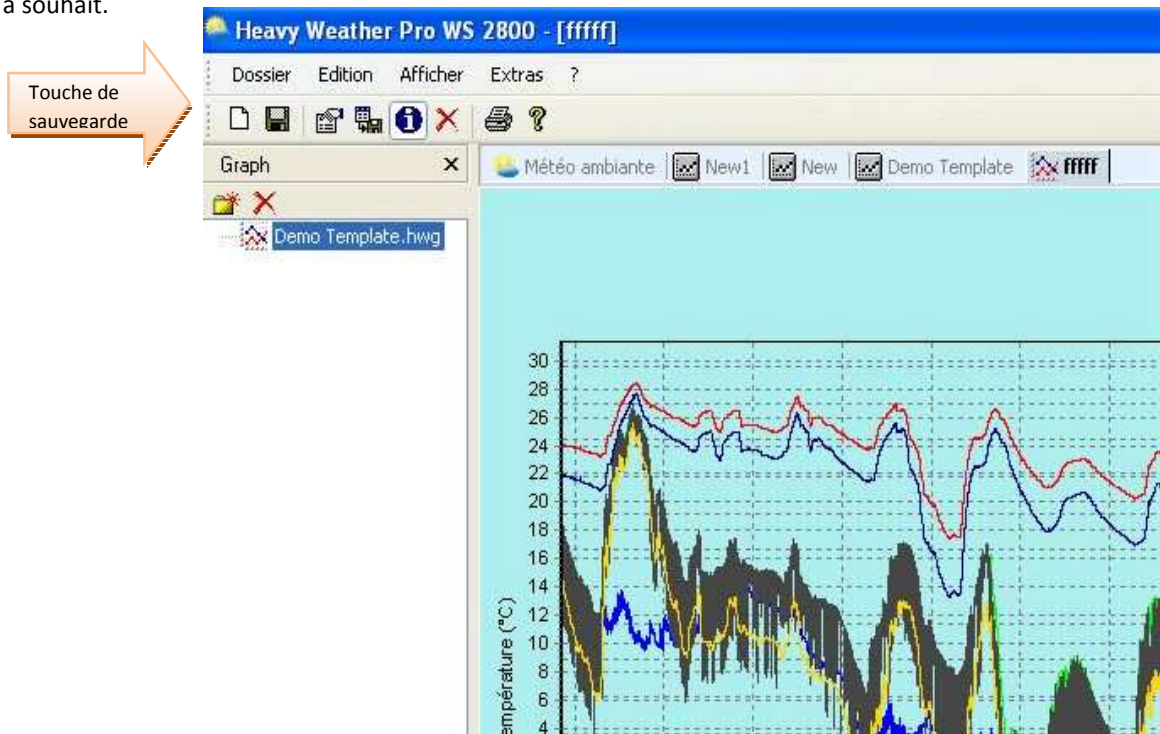 à souhait.
Heavy Weather Pro WS 2800 - [fffff]
Dossier Edition Afficher Extras ?
Touche de
sauvegarde
Graph
Météo ambiante New1 New Demo Template fffff
Demo Template.hwg
30
28
26
24
22
20
18
16
14
12
10
8
6
4
empérature (°C)